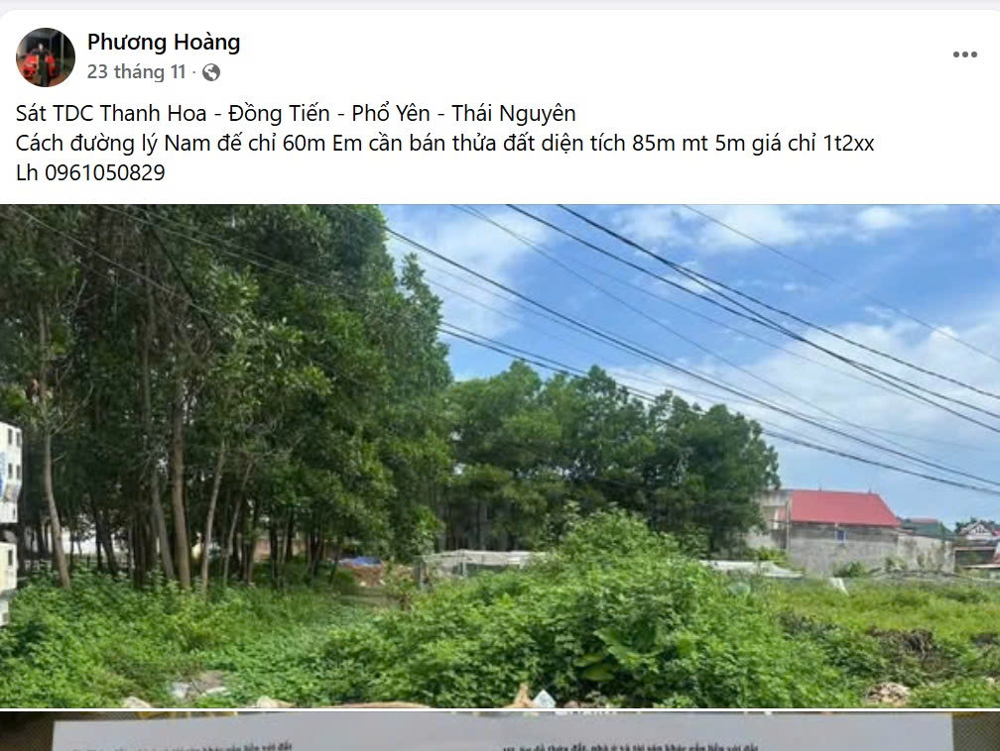 Phương Hoàng
23 tháng 11 ·
Sát TDC Thanh Hoa - Đồng Tiến - Phổ Yên - Thái Nguyên
Cách đường lý Nam đế chỉ 60m Em cần bán thửa đất diện tích 85m mt 5m giá chỉ 1t2xx
Lh 0961050829